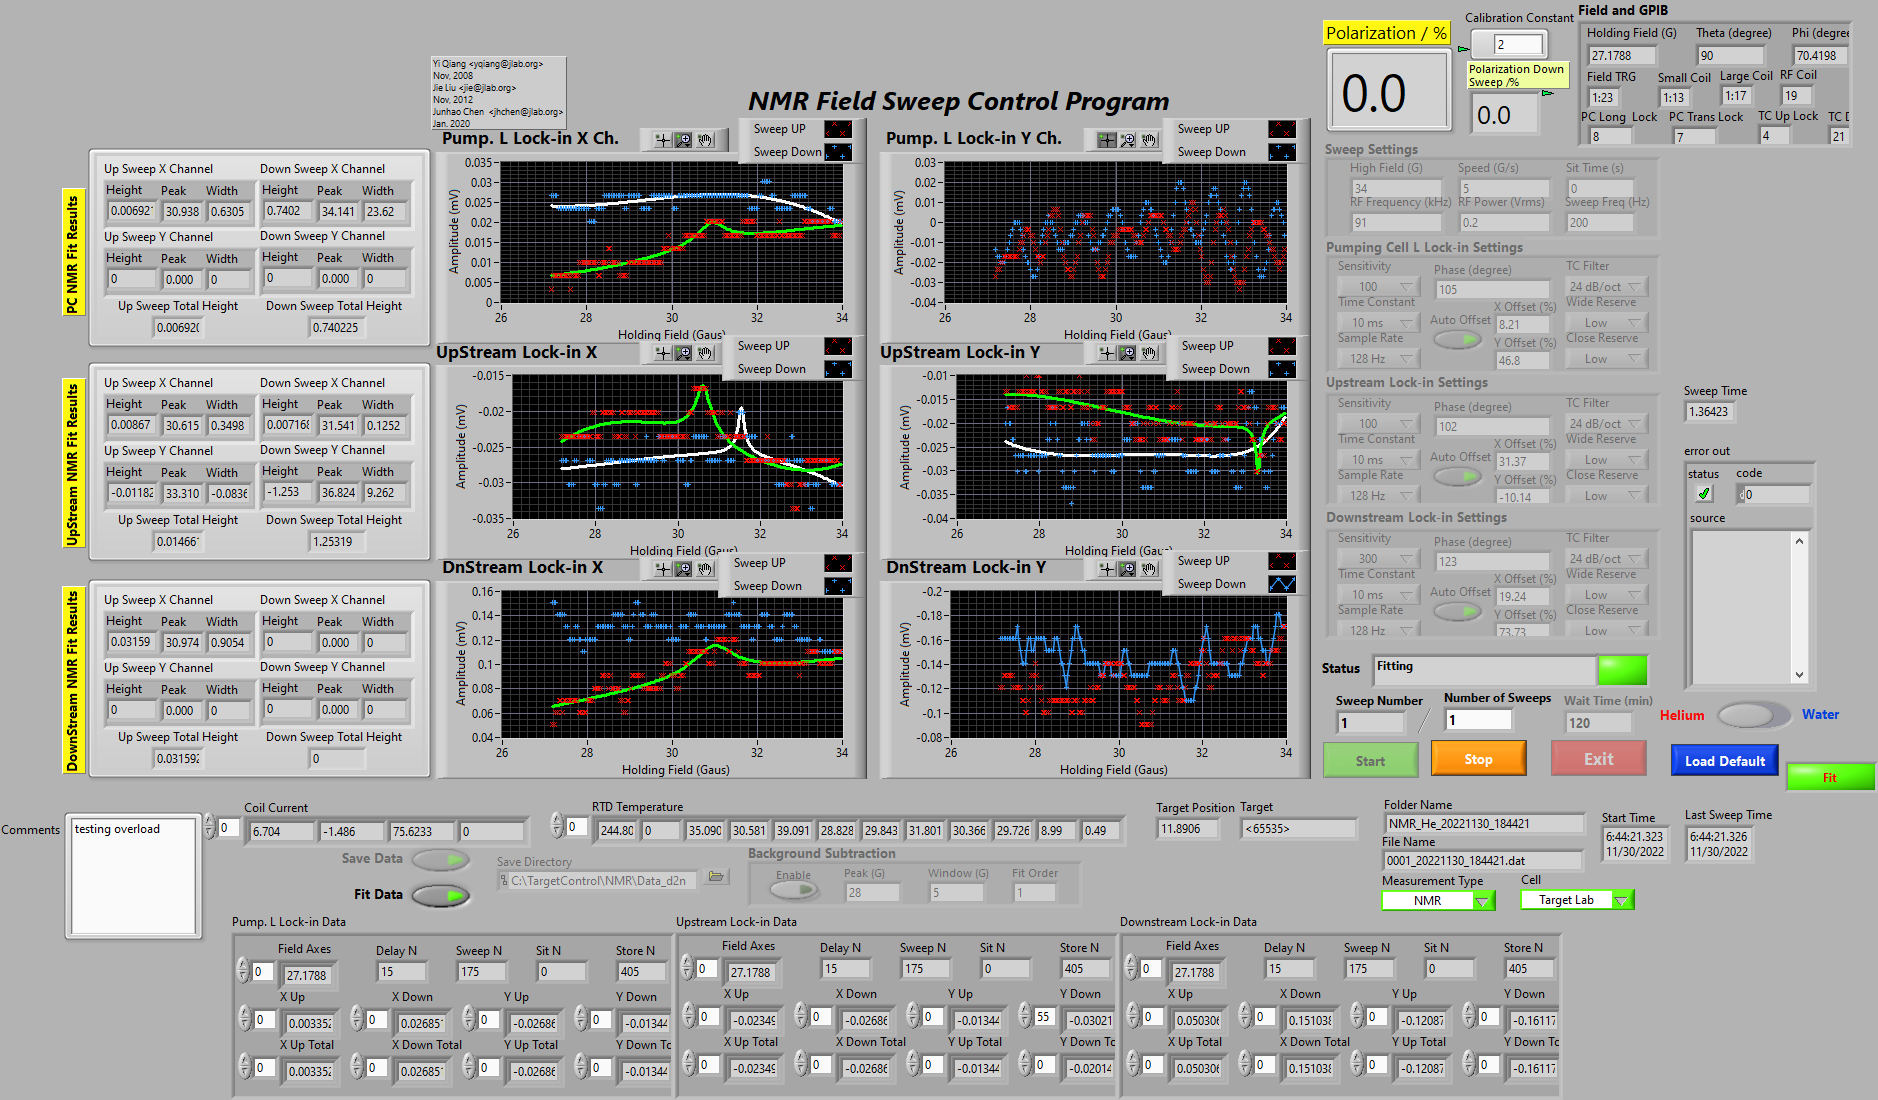 Yi Qiang <yqiang@jlab.org>
Nov, 2008
Jie Liu <jie@jlab.org>
Nov, 2012
Junhao Chen <jhchen@jlab.org>
Jan. 2020
NMR Field Sweep Control Program
Polarization / %
0.0
Calibration Constant
2
Polarization Down Sweep /%
0.0
Field and GPIB
Holding Field (G) Theta (degree) Phi (degree
27.1788 90 70.4198
Field TRG Small Coil Large Coil RF Coil
1:23 1:13 1:17 19
PC Long Lock PC Trans Lock TC Up Lock TC D
8 7 4 21
PC NMR Fit Results
Up Sweep X Channel Down Sweep X Channel
Height Peak Width Height Peak Width
0.00692 30.938 0.6305 0.7402 34.141 23.62
Up Sweep Y Channel Down Sweep Y Channel
Height Peak Width Height Peak Width
0 0.000 0 0 0.000 0
Up Sweep Total Height Down Sweep Total Height
0.00692 0.740225
UpStream NMR Fit Results
Up Sweep X Channel Down Sweep X Channel
Height Peak Width Height Peak Width
0.00867 30.615 0.3498 0.007168 31.541 0.1252
Up Sweep Y Channel Down Sweep Y Channel
Height Peak Width Height Peak Width
-0.01182 33.310 -0.0836 -1.253 36.824 9.262
Up Sweep Total Height Down Sweep Total Height
0.01466 1.25319
DownStream NMR Fit Results
Up Sweep X Channel Down Sweep X Channel
Height Peak Width Height Peak Width
0.03159 30.974 0.9054 0 0.000 0
Up Sweep Y Channel Down Sweep Y Channel
Height Peak Width Height Peak Width
0 0.000 0 0 0.000 0
Up Sweep Total Height Down Sweep Total Height
0.03159 0
Pump. L Lock-in X Ch.
Sweep UP
Sweep Down
Amplitude (mV)
0.035
0.03
0.025
0.02
0.015
0.01
0.005
0
26 28 30 32 34
Holding Field (Gaus)
Pump. L Lock-in Y Ch.
Sweep UP
Sweep Down
Amplitude (mV)
0.03
0.02
0.01
0
-0.01
-0.02
-0.03
-0.04
26 28 30 32 34
Holding Field (Gaus)
UpStream Lock-in X
Sweep UP
Sweep Down
Amplitude (mV)
-0.015
-0.02
-0.025
-0.03
-0.035
26 28 30 32 34
Holding Field (Gaus)
UpStream Lock-in Y
Sweep UP
Sweep Down
Amplitude (mV)
-0.01
-0.015
-0.02
-0.025
-0.03
-0.035
-0.04
26 28 30 32 34
Holding Field (Gaus)
DnStream Lock-in X
Sweep UP
Sweep Down
Amplitude (mV)
0.16
0.14
0.12
0.1
0.08
0.06
0.04
26 28 30 32 34
Holding Field (Gaus)
DnStream Lock-in Y
Sweep UP
Sweep Down
Amplitude (mV)
-0.2
-0.18
-0.16
-0.14
-0.12
-0.1
-0.08
26 28 30 32 34
Holding Field (Gaus)
Sweep Settings
High Field (G) Speed (G/s) Sit Time (s)
34 5 0
RF Frequency (kHz) RF Power (Vrms) Sweep Freq (Hz)
91 0.2 200
Pumping Cell L Lock-in Settings
Sensitivity Phase (degree) TC Filter
100 105 24 dB/oct
Time Constant X Offset (%) Wide Reserve
10 ms Auto Offset 8.21 Low
Sample Rate Y Offset (%) Close Reserve
128 Hz 46.8 Low
Upstream Lock-in Settings
Sensitivity Phase (degree) TC Filter
100 102 24 dB/oct
Time Constant X Offset (%) Wide Reserve
10 ms Auto Offset 31.37 Low
Sample Rate Y Offset (%) Close Reserve
128 Hz -10.14 Low
Downstream Lock-in Settings
Sensitivity Phase (degree) TC Filter
300 123 24 dB/oct
Time Constant X Offset (%) Wide Reserve
10 ms Auto Offset 19.24 Low
Sample Rate Y Offset (%) Close Reserve
128 Hz 73.73 Low
Sweep Time
1.36423
error out
status code
0
source
Status Fitting
Sweep Number Number of Sweeps Wait Time (min)
1 / 1 120
Helium Water
Start Stop Exit Load Default Fit
Comments
testing overload
Coil Current
0 6.704 -1.486 75.6233 0
RTD Temperature
0 244.80 0 35.090 30.581 39.091 28.828 29.843 31.801 30.366 29.726 8.99 0.49
Target Position Target
11.8906 <65535>
Folder Name
NMR_He_20221130_184421
File Name
0001_20221130_184421.dat
Start Time
6:44:21.323
11/30/2022
Last Sweep Time
6:44:21.326
11/30/2022
Save Data
Fit Data
Save Directory
C:\TargetControl\NMR\Data_d2n
Background Subtraction
Enable Peak (G) Window (G) Fit Order
28 5 1
Measurement Type Cell
NMR Target Lab
Pump. L Lock-in Data
Field Axes Delay N Sweep N Sit N Store N
0 27.1788 15 175 0 405
X Up X Down Y Up Y Down
0 0.003352 0 0.02685 0 -0.02686 0 -0.01344
X Up Total X Down Total Y Up Total Y Down To
0 0.003352 0 0.02685 0 -0.02686 0 -0.01344
Upstream Lock-in Data
Field Axes Delay N Sweep N Sit N Store N
0 27.1788 15 175 0 405
X Up X Down Y Up Y Down
0 -0.02349 0 -0.02686 0 -0.01344 55 -0.03021
X Up Total X Down Total Y Up Total Y Down To
0 -0.02349 0 -0.02686 0 -0.01344 0 -0.02014
Downstream Lock-in Data
Field Axes Delay N Sweep N Sit N Store N
0 27.1788 15 175 0 405
X Up X Down Y Up Y Down
0 0.050306 0 0.151038 0 -0.12087 0 -0.16117
X Up Total X Down Total Y Up Total Y Down To
0 0.050306 0 0.151038 0 -0.12087 0 -0.16117